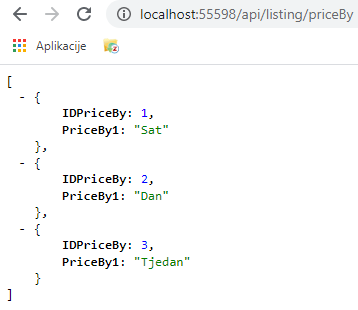 localhost:55598/api/listing/priceBy
Aplikacije
[
- {
IDPriceBy: 1,
PriceBy1: "Sat"
},
- {
IDPriceBy: 2,
PriceBy1: "Dan"
},
- {
IDPriceBy: 3,
PriceBy1: "Tjedan"
}
]